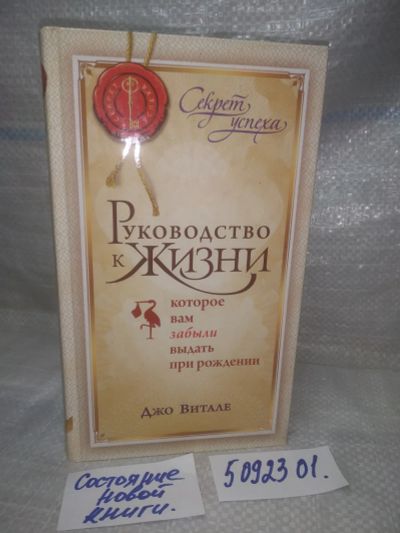 Секрет
успеха
Руководство
к Жизни
которое
вам
забыли
выдать
при рождении
Джо Витале
Состояние
новой
книги.
5092301.